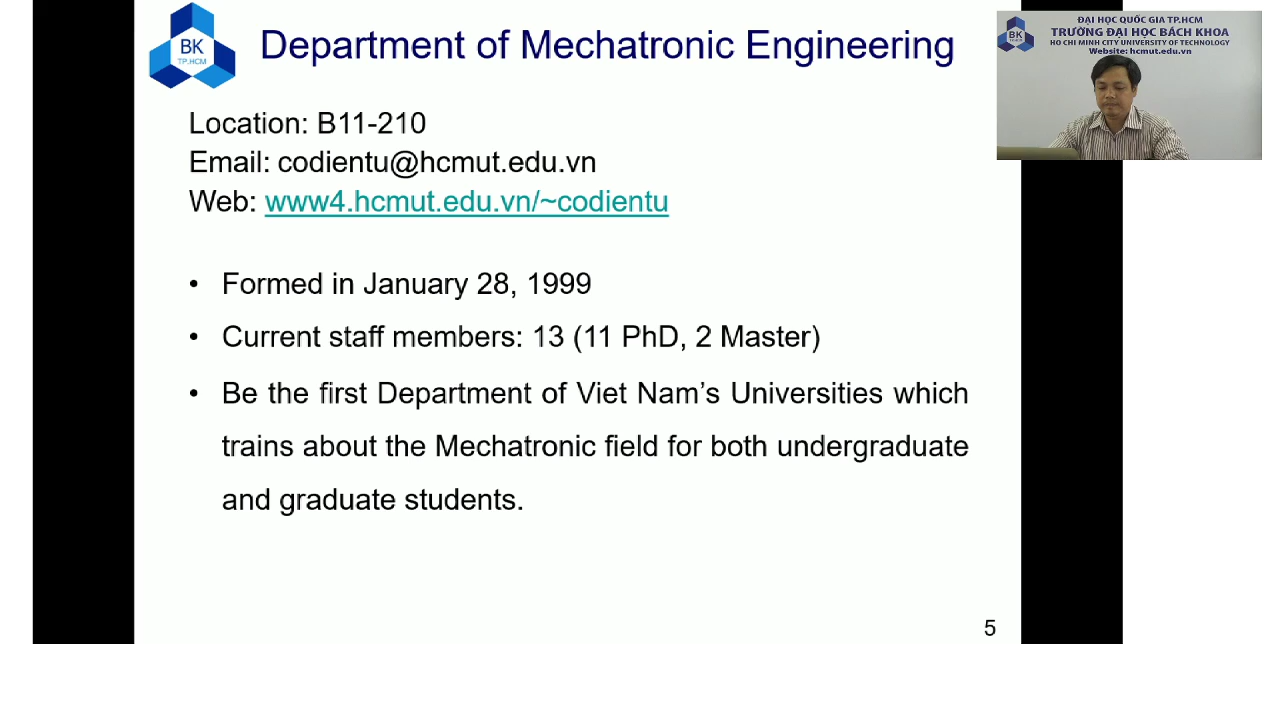 BK
TP.HCM
Department of Mechatronic Engineering
ĐẠI HỌC QUỐC GIA TP.HCM
TRƯỜNG ĐẠI HỌC BÁCH KHOA
HO CHI MINH CITY UNIVERSITY OF TECHNOLOGY
Website: hcmut.edu.vn
Location: B11-210
Email: codientu@hcmut.edu.vn
Web: www4.hcmut.edu.vn/~codientu
• Formed in January 28, 1999
• Current staff members: 13 (11 PhD, 2 Master)
• Be the first Department of Viet Nam's Universities which
trains about the Mechatronic field for both undergraduate
and graduate students.
5